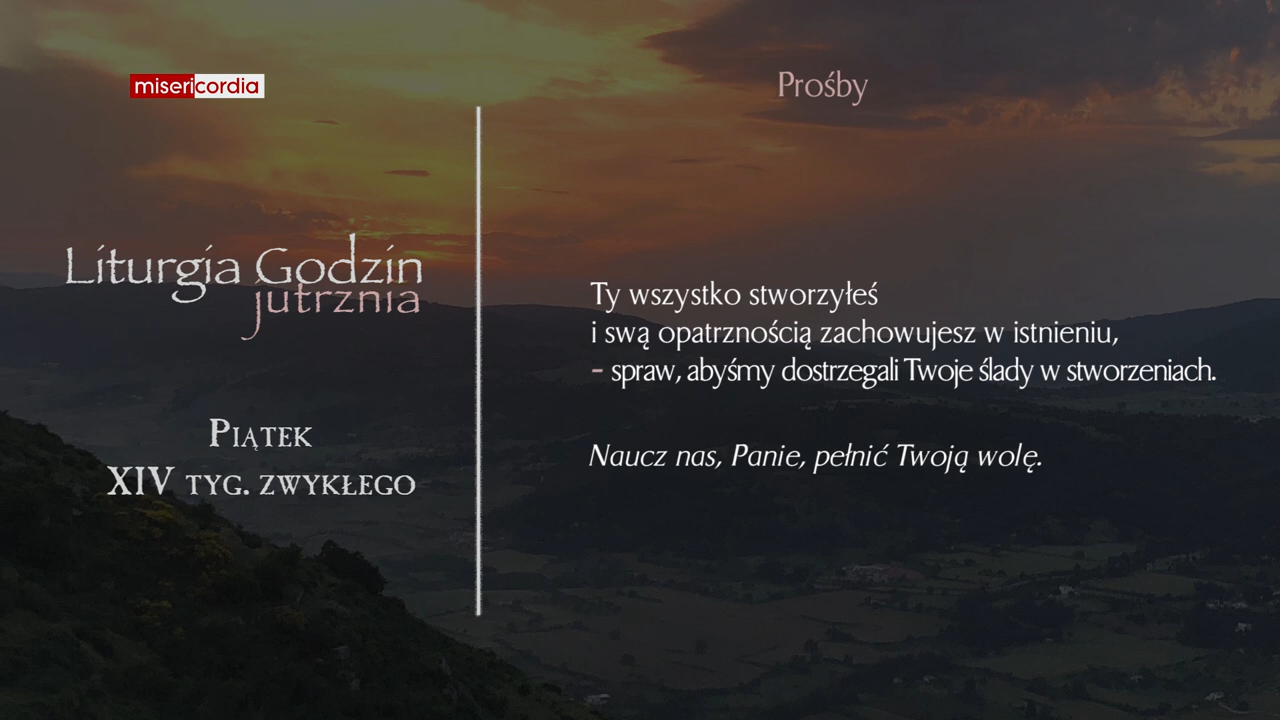 misericordia
Liturgia Godzin
jutrznia
Piątek
XIV tyg. zwykłego
Prośby
Ty wszystko stworzyłeś
i swą opatrznością zachowujesz w istnieniu,
- spraw, abyśmy dostrzegali Twoje ślady w stworzeniach.
Naucz nas, Panie, pełnić Twoją wolę.